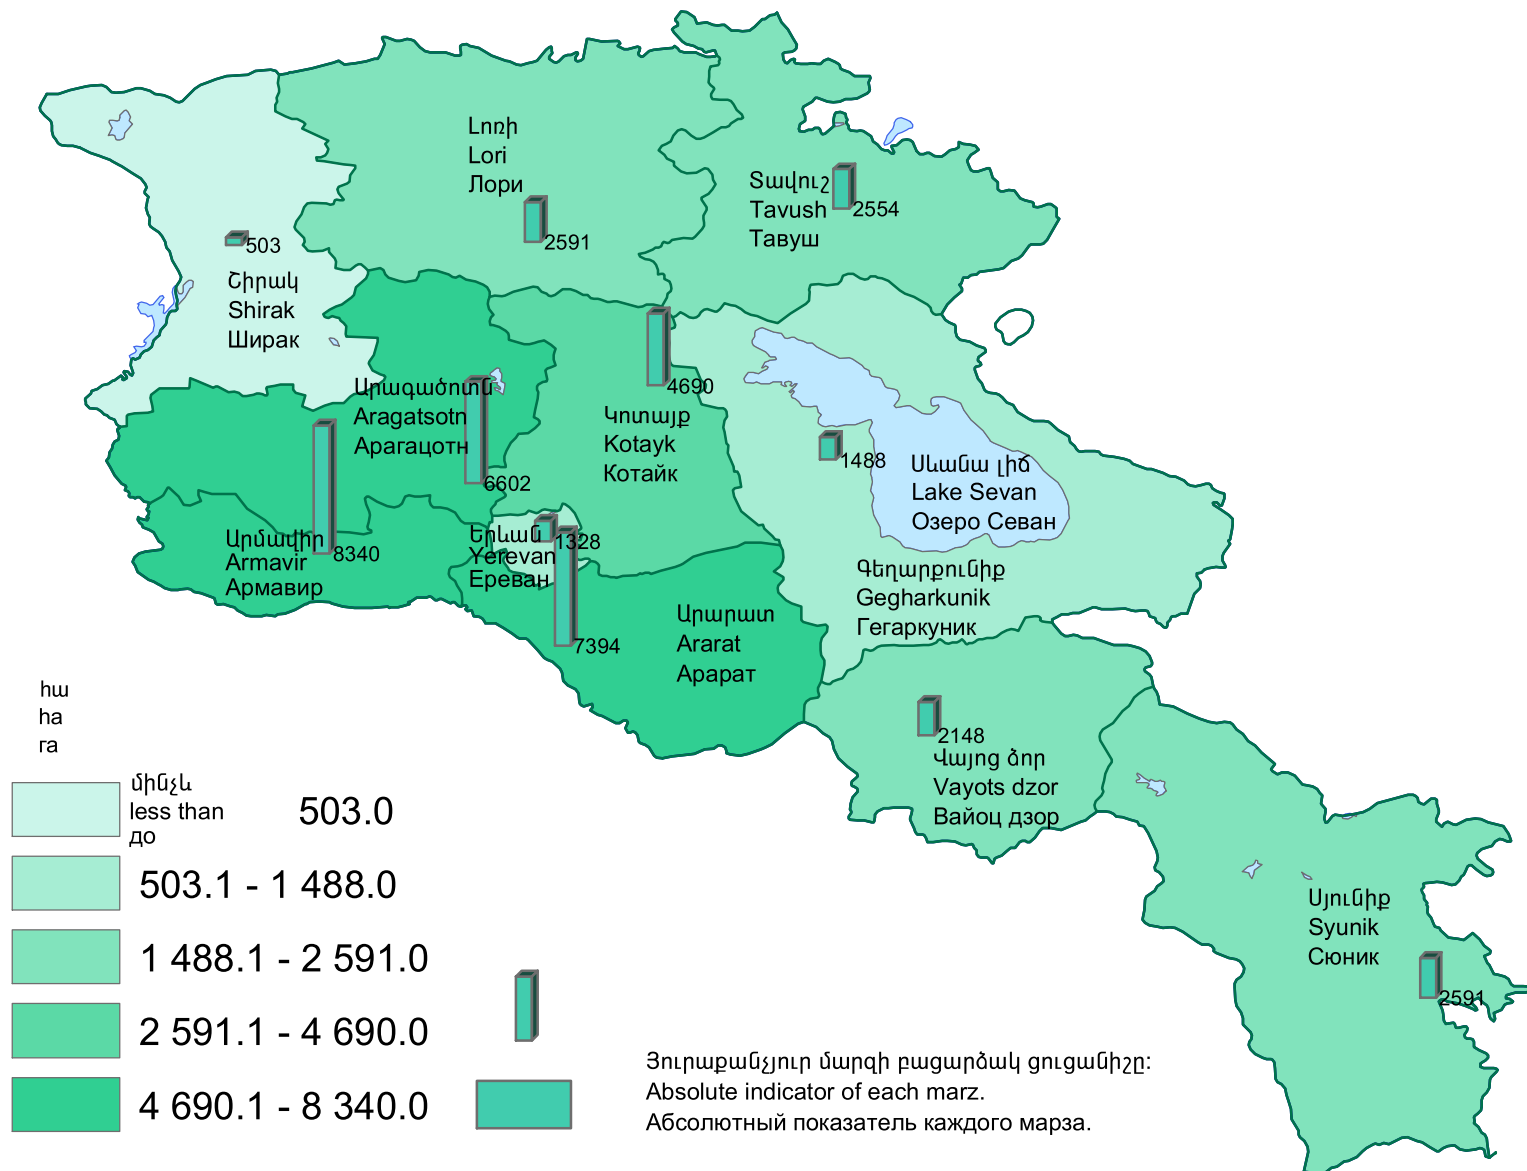 Լոռի
Lori
Лори
2591
Տավուշ
Tavush
Тавуш
2554
503
Շիրակ
Shirak
Ширак
Արագածոտն
Aragatsotn
Арагацотн
6602
4690
Կոտայք
Kotayk
Котайк
1488
Սևանա լիճ
Lake Sevan
Озеро Севан
Արմավիր
Armavir
Армавир
8340
Երևան
Yerevan
Ереван
1328
7394
Գեղարքունիք
Gegharkunik
Гегаркуник
Արարատ
Ararat
Арарат
2148
Վայոց ձոր
Vayots dzor
Вайоц дзор
Սյունիք
Syunik
Сюник
2591
հա
ha
га
մինչև
less than 503.0
до
503.1 - 1 488.0
1 488.1 - 2 591.0
2 591.1 - 4 690.0
4 690.1 - 8 340.0
Յուրաքանչյուր մարզի բացարձակ ցուցանիշը:
Absolute indicator of each marz.
Абсолютный показатель каждого марза.